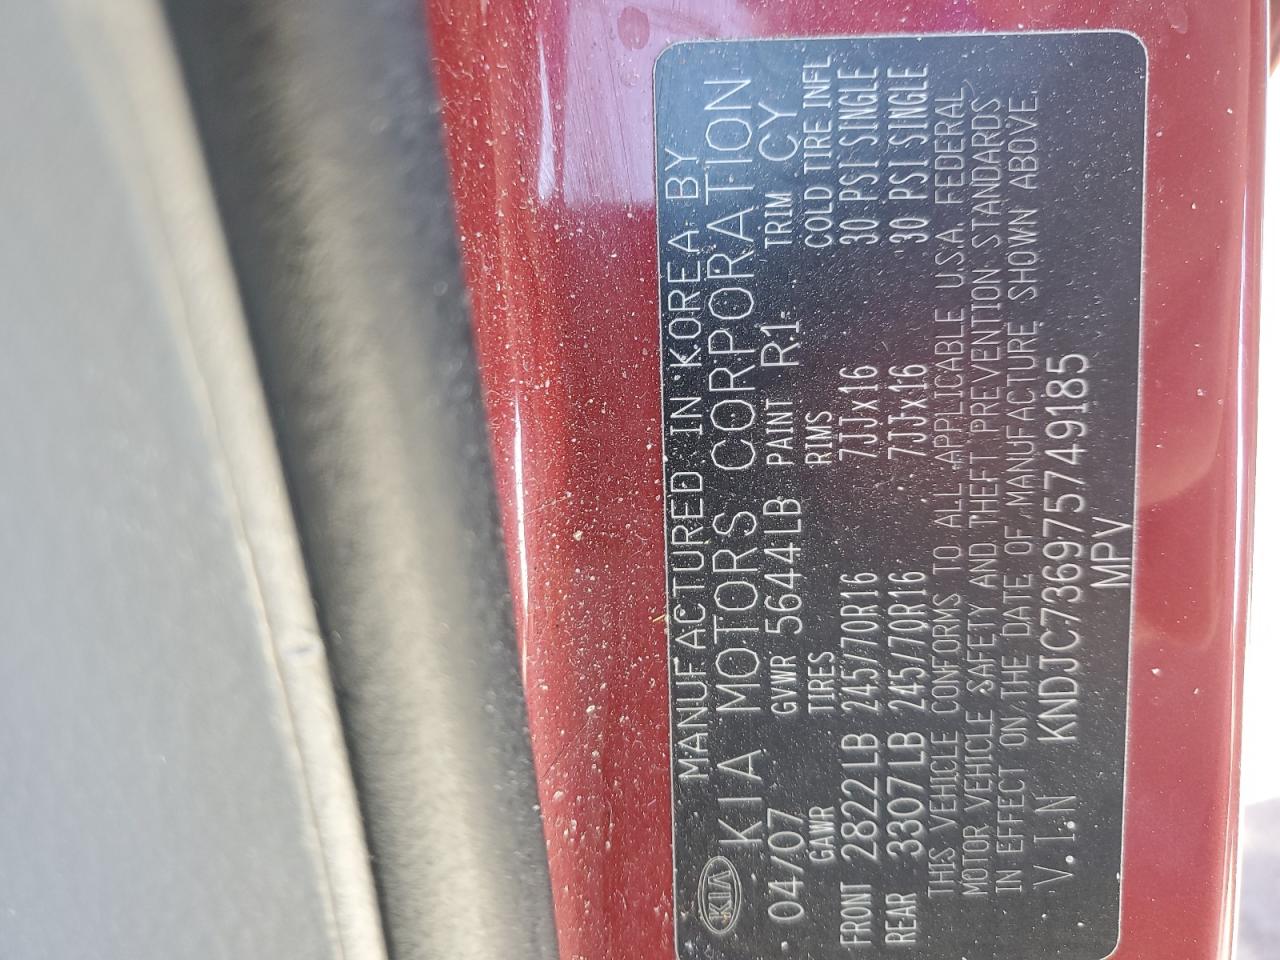 MANUFACTURED IN KOREA BY
KIA KIA MOTORS CORPORATION
04/07 GVWR 5644LB PAINT R1 TRIM CY
GAWR TIRES RIMS COLD TIRE INFL
FRONT 2822LB 245/70R16 7JJx16 30 PSI SINGLE
REAR 3307LB 245/70R16 7JJx16 30 PSI SINGLE
THIS VEHICLE CONFORMS TO ALL APPLICABLE U.S.A. FEDERAL
MOTOR VEHICLE SAFETY AND THEFT PREVENTION STANDARDS
IN EFFECT ON THE DATE OF MANUFACTURE SHOWN ABOVE.
V.I.N KNDJC736975749185
MPV